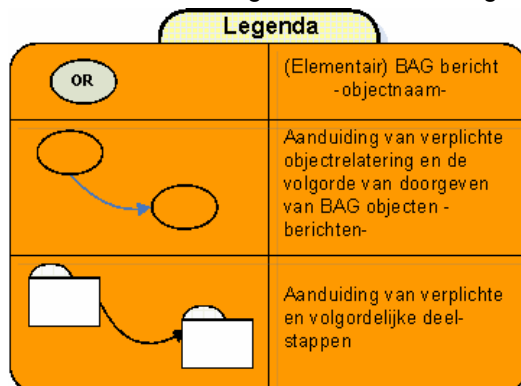 Legenda
OR
(Elementair) BAG bericht
-objectnaam-
Aanduiding van verplichte
objectrelatering en de
volgorde van doorgeven
van BAG objecten -
berichten-
Aanduiding van verplichte
en volgordelijke deel-
stappen